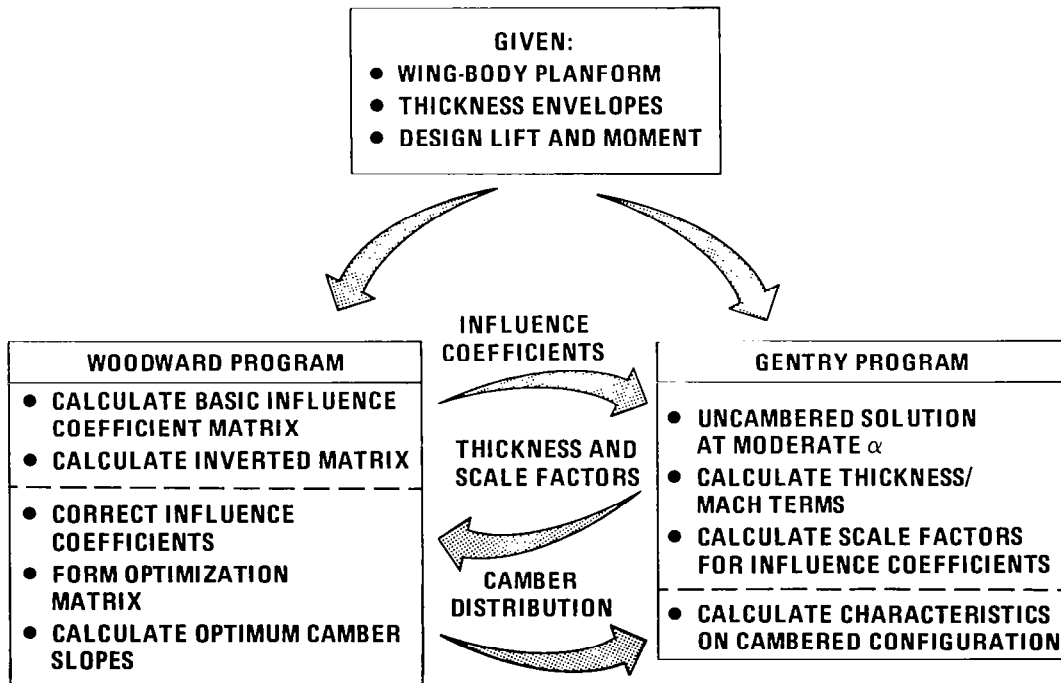 GIVEN:
● WING-BODY PLANFORM
● THICKNESS ENVELOPES
● DESIGN LIFT AND MOMENT
INFLUENCE
COEFFICIENTS
WOODWARD PROGRAM
● CALCULATE BASIC INFLUENCE
COEFFICIENT MATRIX
● CALCULATE INVERTED MATRIX
● CORRECT INFLUENCE
COEFFICIENTS
● FORM OPTIMIZATION
MATRIX
● CALCULATE OPTIMUM CAMBER
SLOPES
THICKNESS AND
SCALE FACTORS
CAMBER
DISTRIBUTION
GENTRY PROGRAM
● UNCAMBERED SOLUTION
AT MODERATE α
● CALCULATE THICKNESS/
MACH TERMS
● CALCULATE SCALE FACTORS
FOR INFLUENCE COEFFICIENTS
● CALCULATE CHARACTERISTICS
ON CAMBERED CONFIGURATION